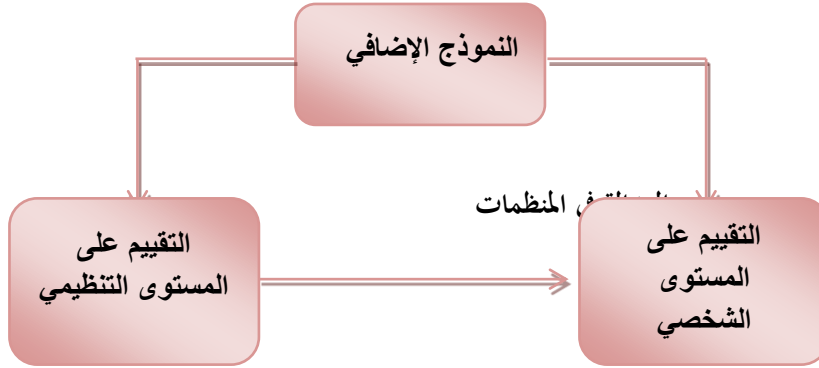 النموذج الإضافي
في المنظمات
التقييم على
المستوى
الشخصي
التقييم على
المستوى التنظيمي